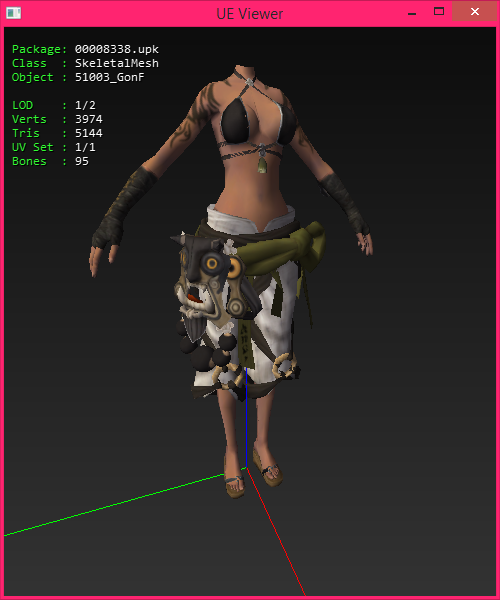 UE Viewer
Package: 00008338.upk
Class : SkeletalMesh
Object : 51003_GonF
LOD : 1/2
Verts : 3974
Tris : 5144
UV Set : 1/1
Bones : 95